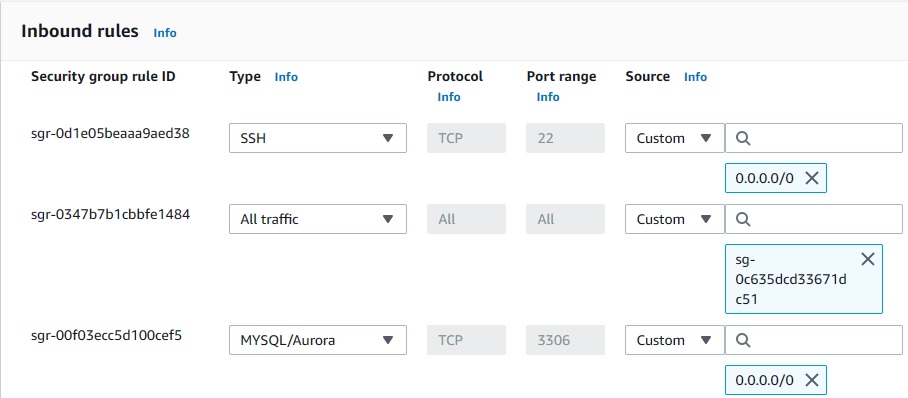 Inbound rules Info
Security group rule ID Type Info Protocol Info Port range Info Source Info
sgr-0d1e05beaaa9aed38 SSH TCP 22 Custom
0.0.0.0/0
sgr-0347b7b1cbbfe1484 All traffic All All Custom
sg-
0c635dcd33671d
c51
sgr-00f03ecc5d100cef5 MYSQL/Aurora TCP 3306 Custom
0.0.0.0/0